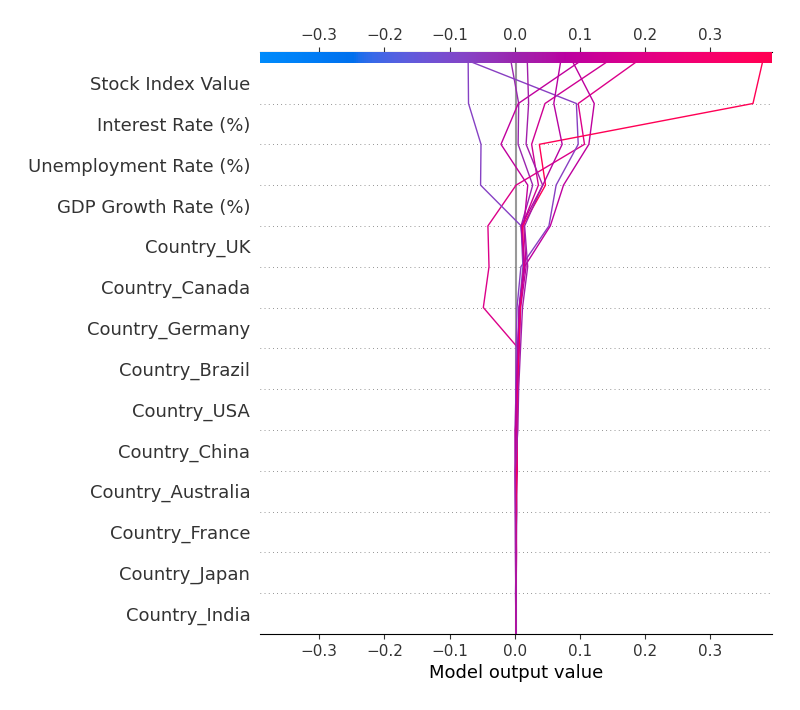 −0.3 −0.2 −0.1 0.0 0.1 0.2 0.3
Stock Index Value
Interest Rate (%)
Unemployment Rate (%)
GDP Growth Rate (%)
Country_UK
Country_Canada
Country_Germany
Country_Brazil
Country_USA
Country_China
Country_Australia
Country_France
Country_Japan
Country_India
−0.3 −0.2 −0.1 0.0 0.1 0.2 0.3
Model output value